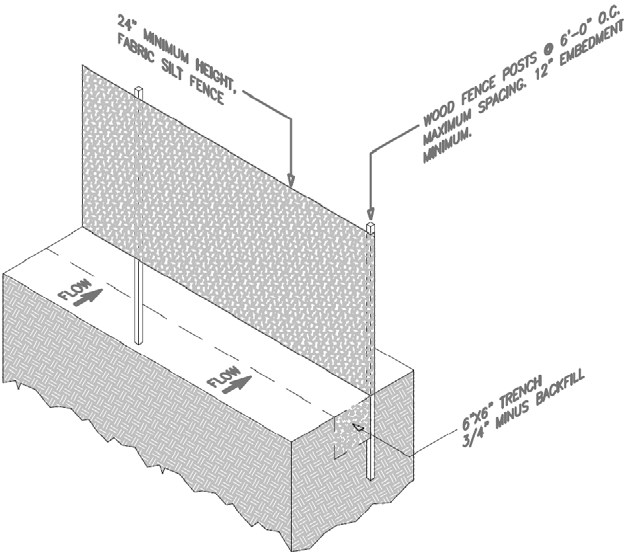 24" MINIMUM HEIGHT,
FABRIC SILT FENCE
WOOD FENCE POSTS @ 6'-0" O.C.
MAXIMUM SPACING. 12" EMBEDMENT
MINIMUM.
FLOW
FLOW
6"X6" TRENCH
3/4" MINUS BACKFILL